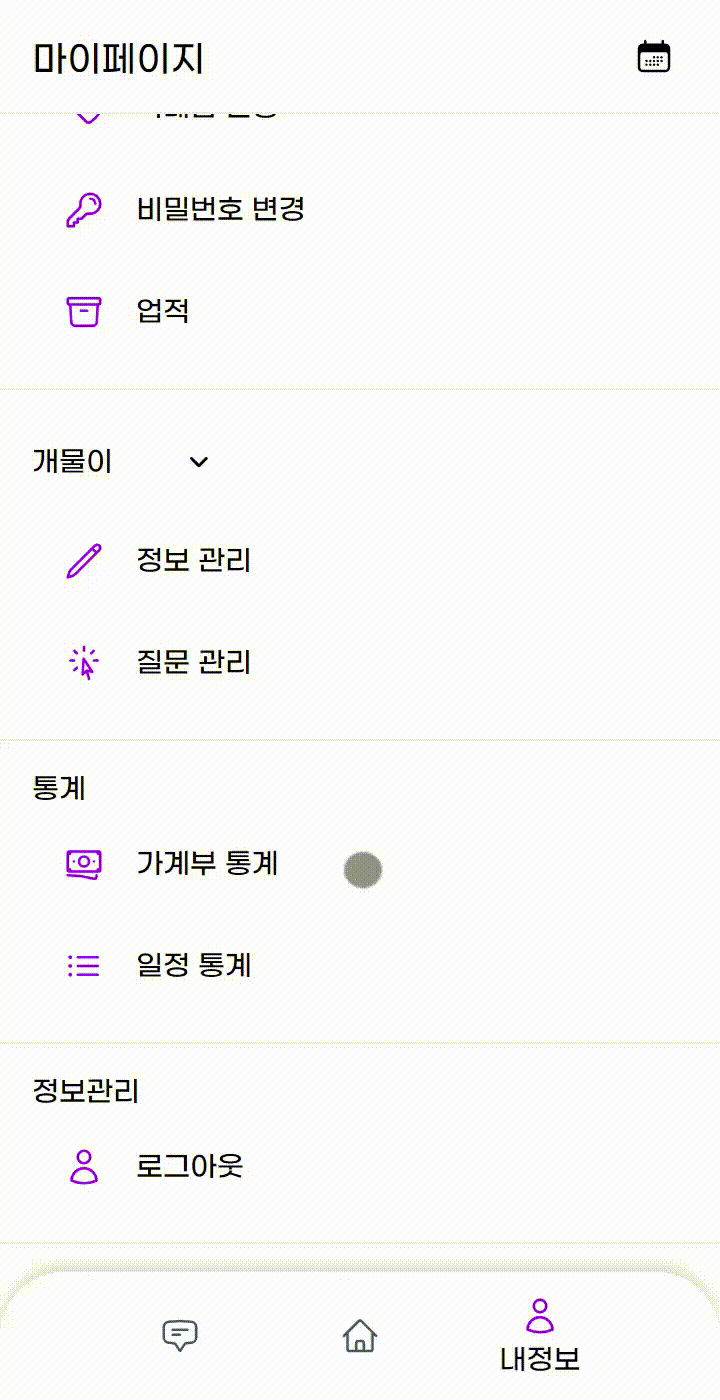 마이페이지
변경
비밀번호 변경
업적
개물이
정보 관리
질문 관리
통계
가계부 통계
일정 통계
정보관리
로그아웃
내정보